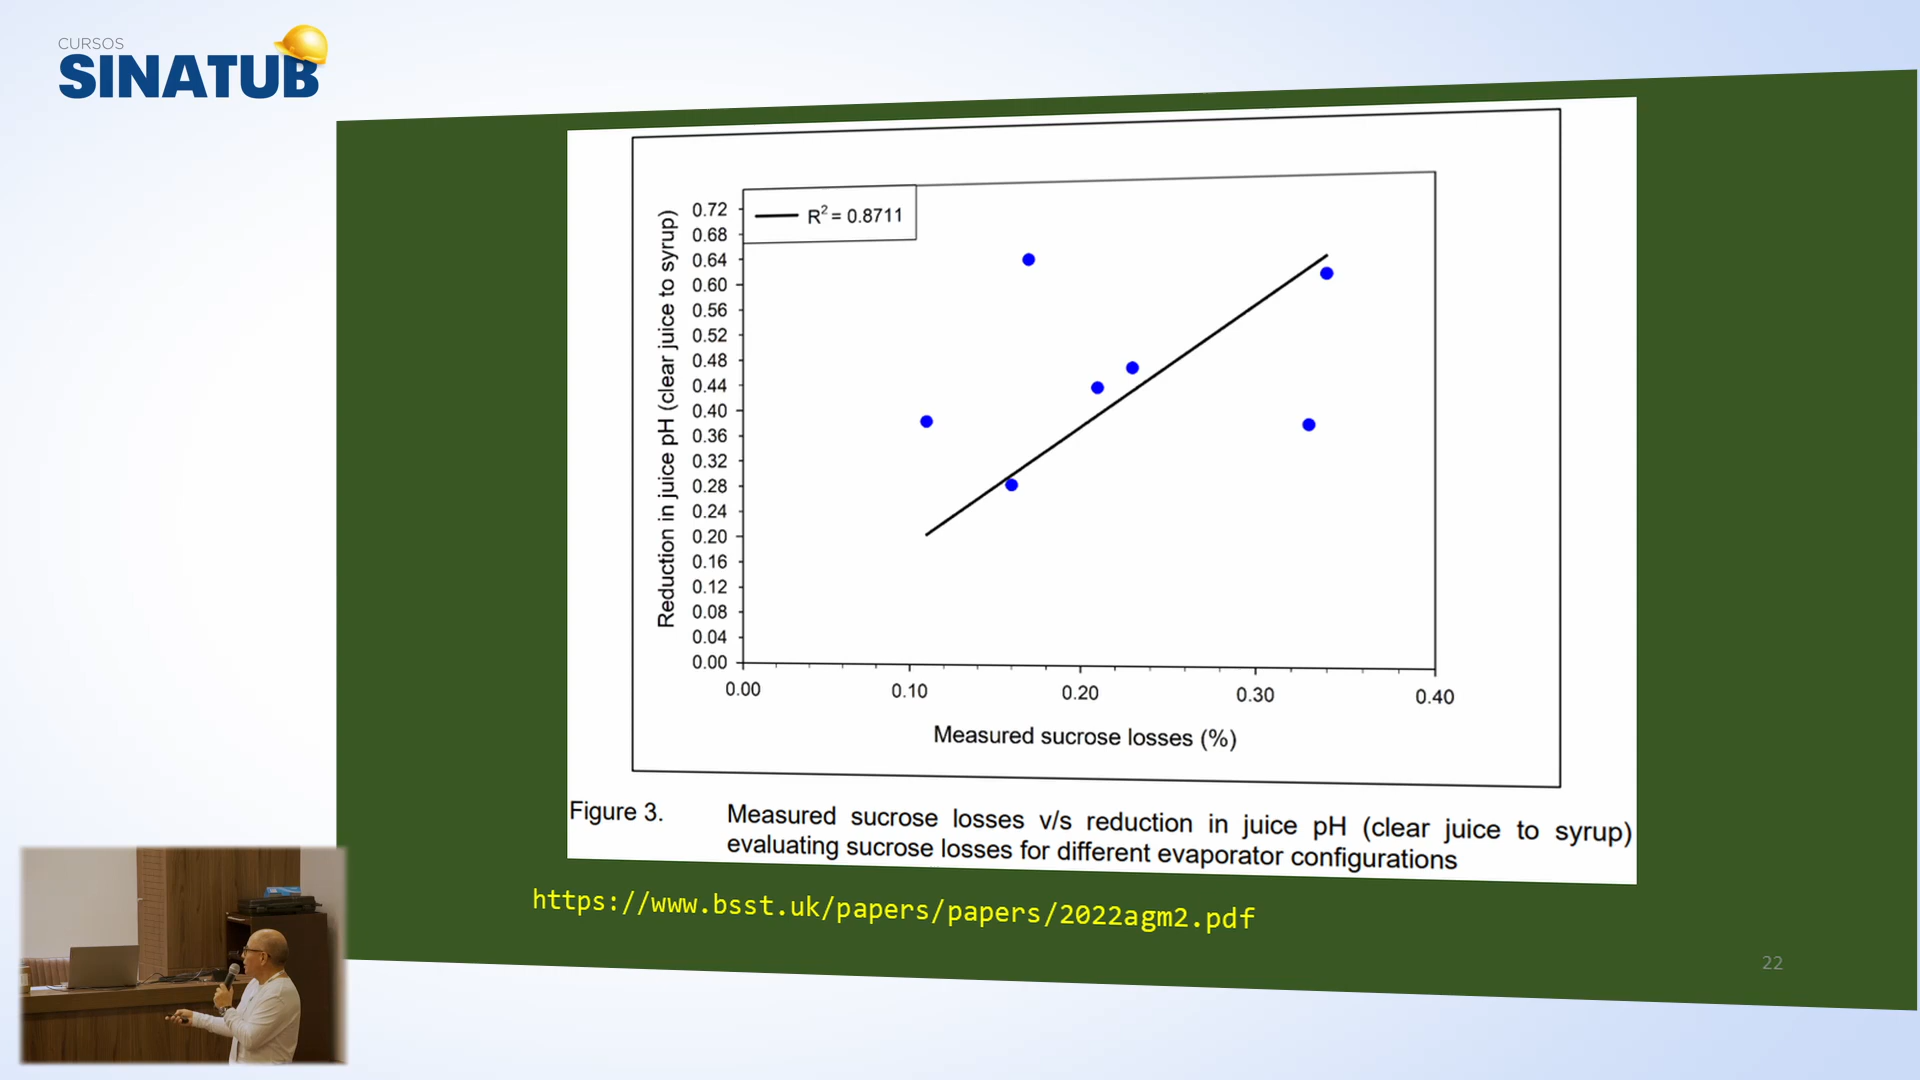 CURSOS
SINATUB
R² = 0.8711
Reduction in juice pH (clear juice to syrup)
0.72
0.68
0.64
0.60
0.56
0.52
0.48
0.44
0.40
0.36
0.32
0.28
0.24
0.20
0.16
0.12
0.08
0.04
0.00
0.00 0.10 0.20 0.30 0.40
Measured sucrose losses (%)
Figure 3. Measured sucrose losses v/s reduction in juice pH (clear juice to syrup)
evaluating sucrose losses for different evaporator configurations
https://www.bsst.uk/papers/papers/2022agm2.pdf
22